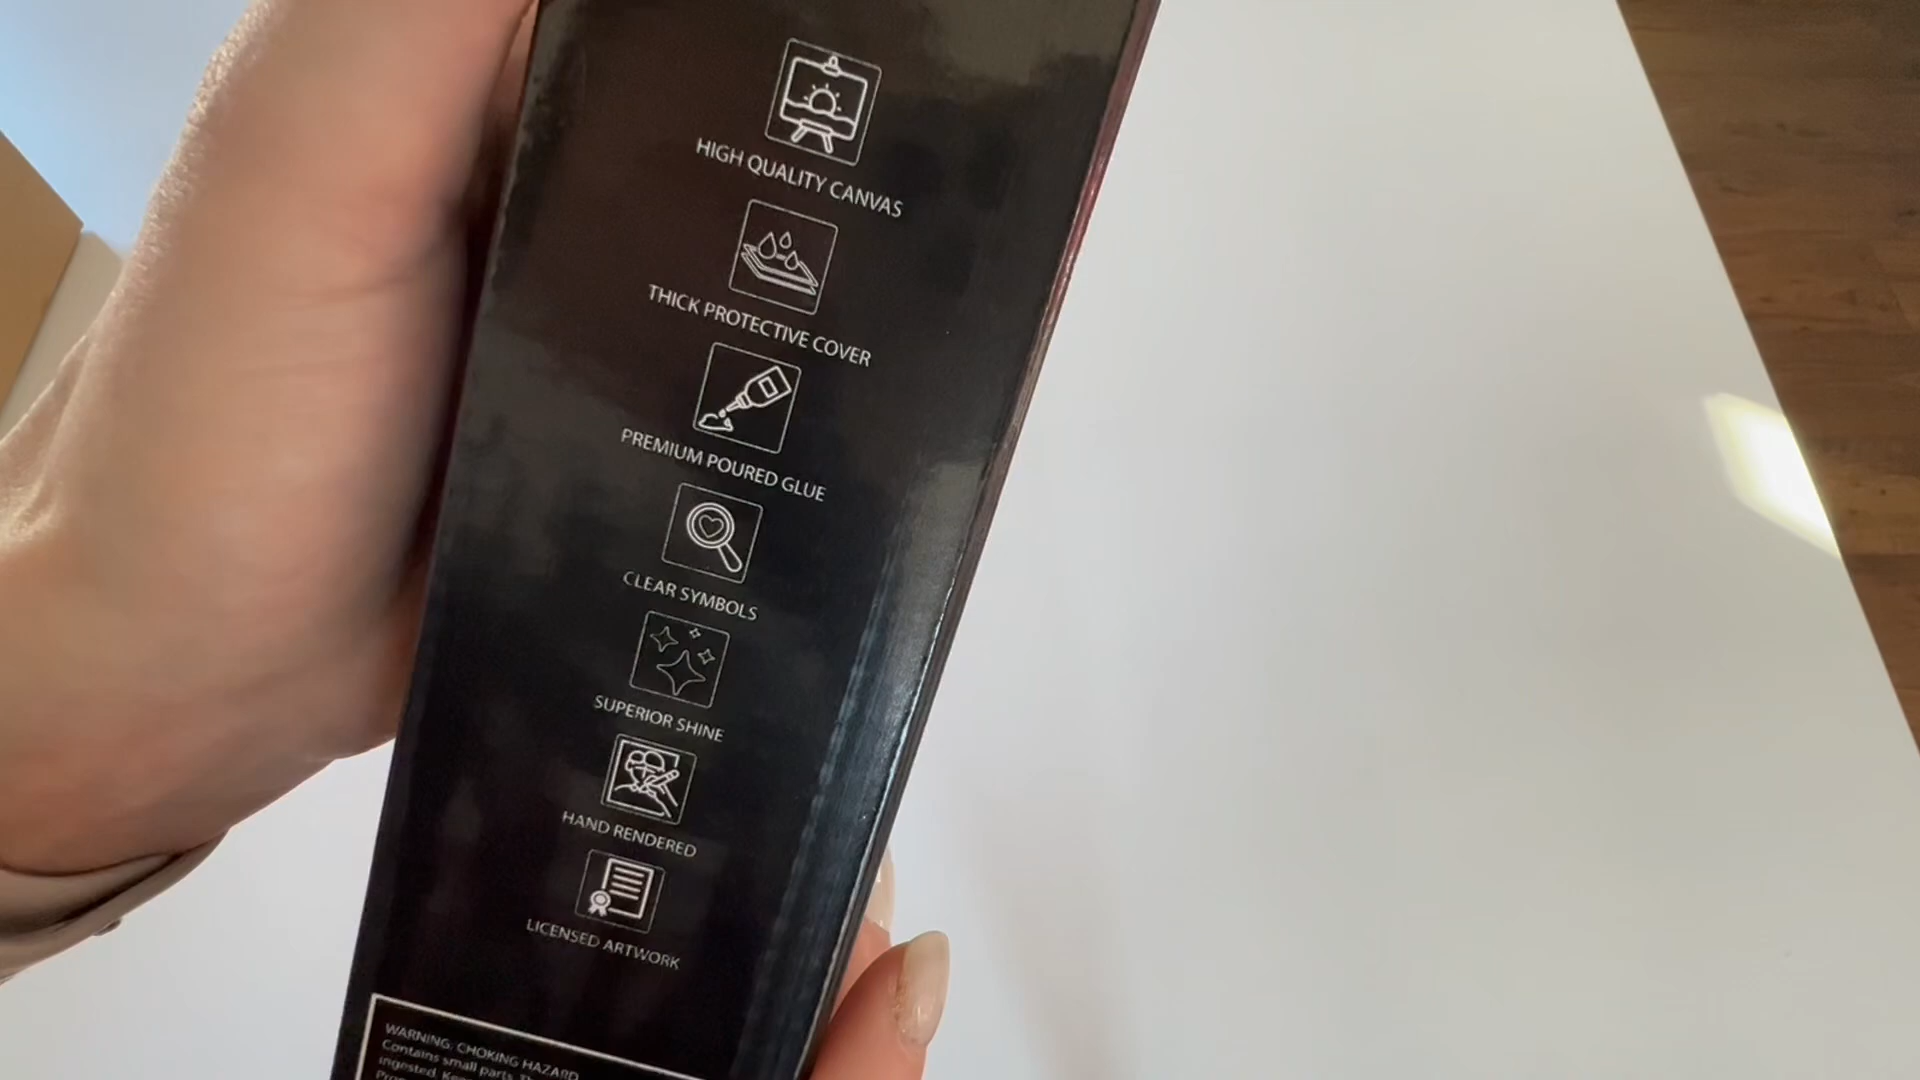 HIGH QUALITY CANVAS
THICK PROTECTIVE COVER
PREMIUM POURED GLUE
CLEAR SYMBOLS
SUPERIOR SHINE
HAND RENDERED
LICENSED ARTWORK
WARNING. CHOKING HAZARD
Contains small parts.
ingested.